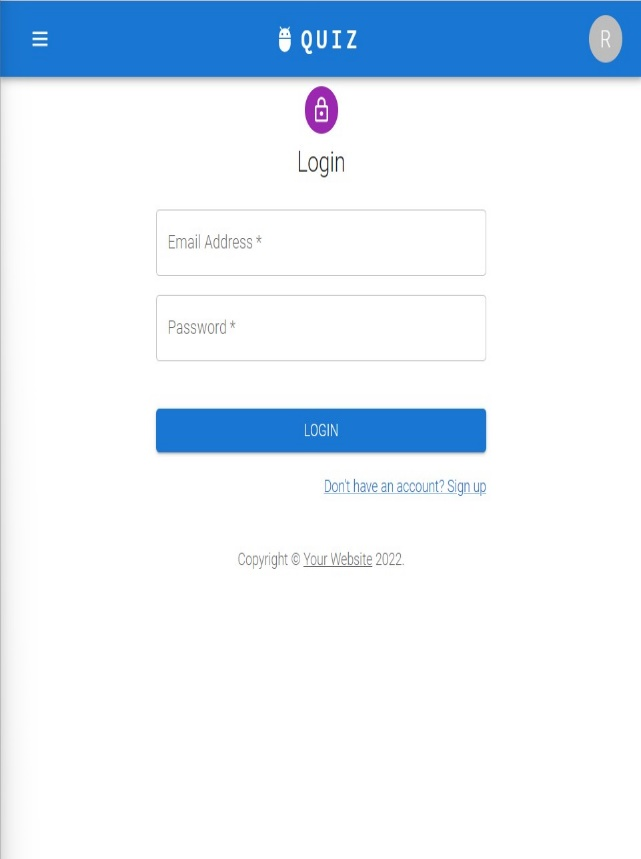 QUIZ
R
Login
Email Address *
Password *
LOGIN
Don't have an account? Sign up
Copyright © Your Website 2022.